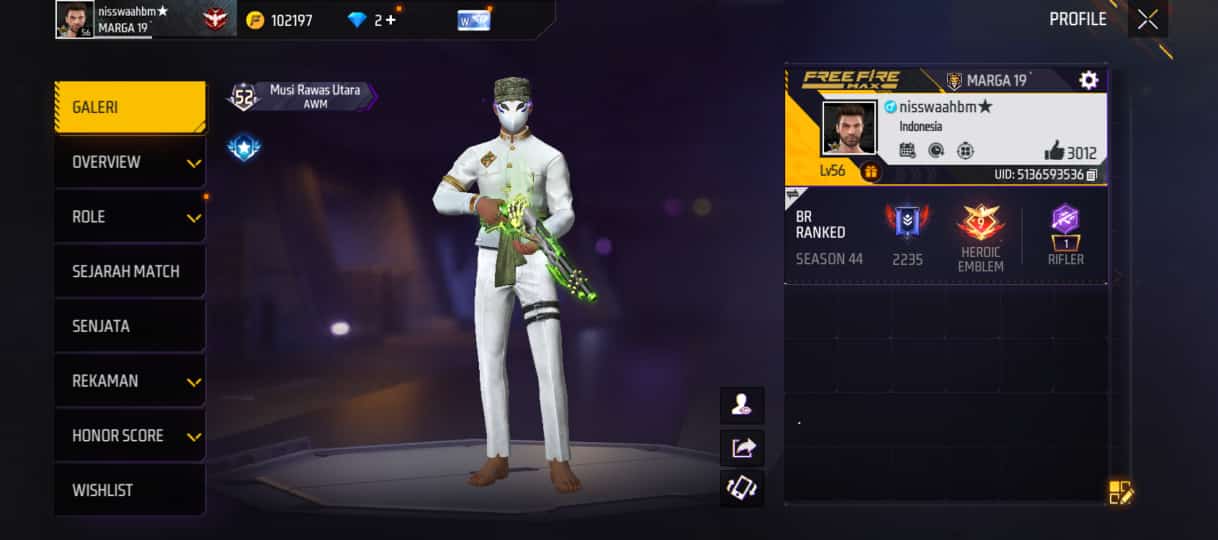 nisswaahbm★
MARGA 19
56
102197
2 +
PROFILE
GALERI
OVERVIEW
ROLE
SEJARAH MATCH
SENJATA
REKAMAN
HONOR SCORE
WISHLIST
52
Musi Rawas Utara
AWM
FREE FIRE
MAX
MARGA 19
nisswaahbm★
Indonesia
3012
Lv56
UID: 5136593536
BR
RANKED
SEASON 44
2235
9
HEROIC
EMBLEM
1
RIFLER